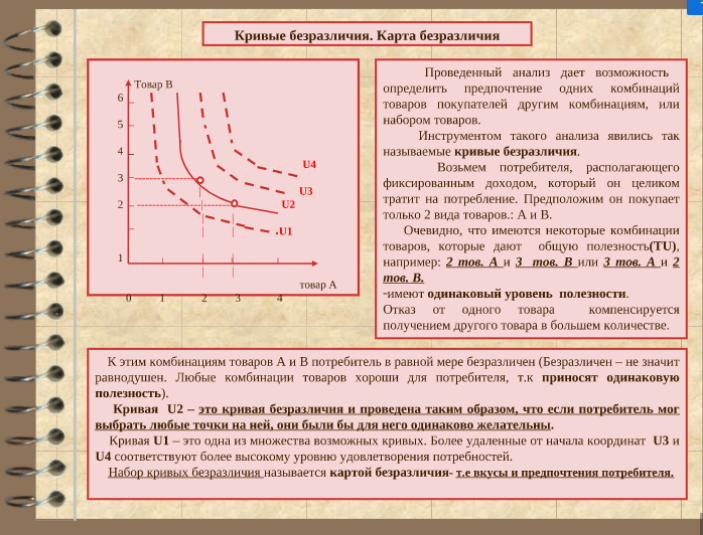 Кривые безразличия. Карта безразличия
Товар В
6
5
4
3
2
1
U4
U3
U2
U1
товар А
0 1 2 3 4
Проведенный анализ дает возможность
определить предпочтение одних комбинаций
товаров покупателей другим комбинациям, или
набором товаров.
Инструментом такого анализа явились так
называемые кривые безразличия.
Возьмем потребителя, располагающего
фиксированным доходом, который он целиком
тратит на потребление. Предположим он покупает
только 2 вида товаров.: А и В.
Очевидно, что имеются некоторые комбинации
товаров, которые дают общую полезность(TU),
например: 2 тов. А и 3 тов. В или 3 тов. А и 2
тов. В.
-имеют одинаковый уровень полезности.
Отказ от одного товара компенсируется
получением другого товара в большем количестве.
К этим комбинациям товаров А и В потребитель в равной мере безразличен (Безразличен – не значит
равнодушен. Любые комбинации товаров хороши для потребителя, т.к приносят одинаковую
полезность).
Кривая U2 – это кривая безразличия и проведена таким образом, что если потребитель мог
выбрать любые точки на ней, они были бы для него одинаково желательны.
Кривая U1 – это одна из множества возможных кривых. Более удаленные от начала координат U3 и
U4 соответствуют более высокому уровню удовлетворения потребностей.
Набор кривых безразличия называется картой безразличия- т.е вкусы и предпочтения потребителя.